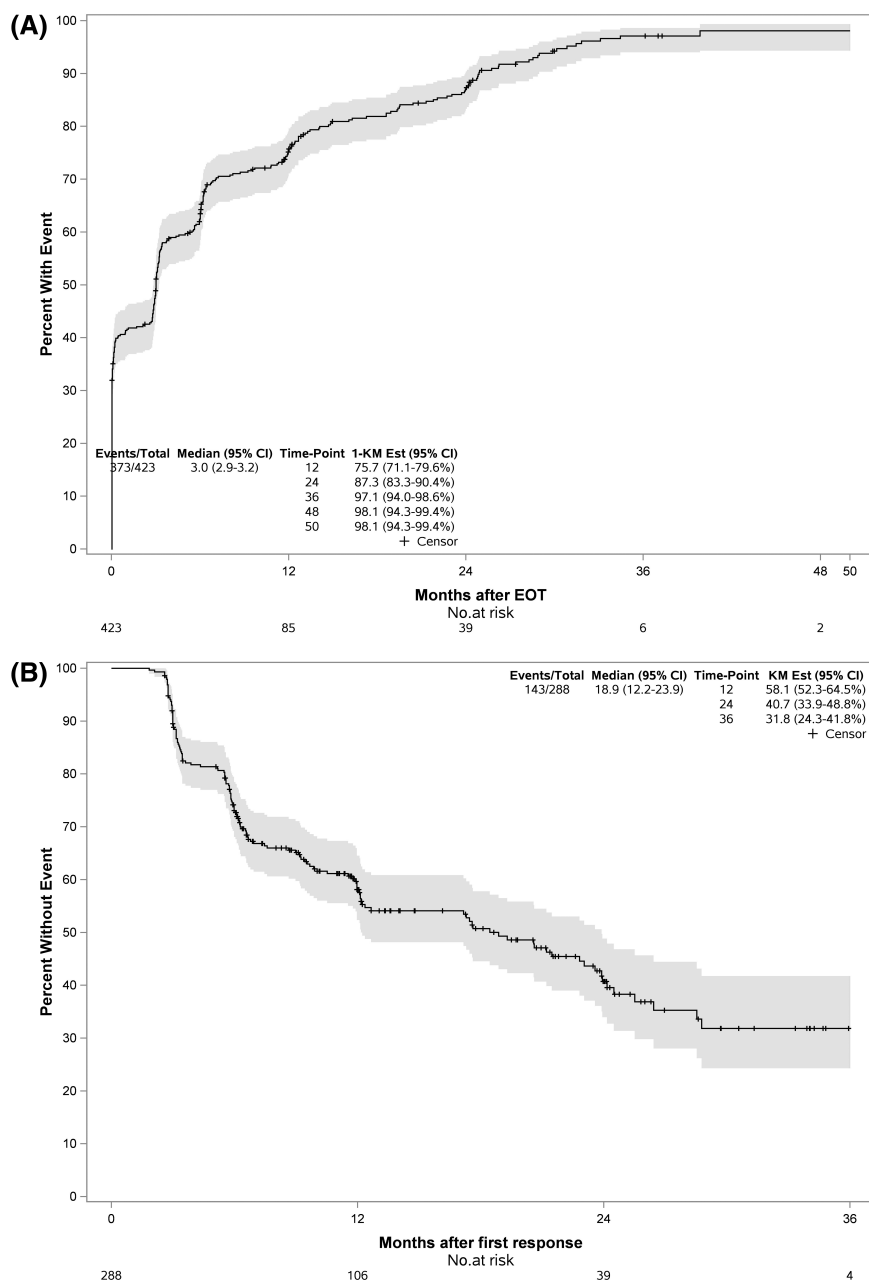 (A)
100
90
80
70
60
50
40
30
20
10
0
Percent With Event
Events/Total Median (95% CI) Time-Point 1-KM Est (95% CI)
373/423 3.0 (2.9-3.2) 12 75.7 (71.1-79.6%)
24 87.3 (83.3-90.4%)
36 97.1 (94.0-98.6%)
48 98.1 (94.3-99.4%)
50 98.1 (94.3-99.4%)
+ Censor
0 12 24 36 48 50
Months after EOT
No.at risk
423 85 39 6 2
(B)
100
90
80
70
60
50
40
30
20
10
0
Percent Without Event
Events/Total Median (95% CI) Time-Point KM Est (95% CI)
143/288 18.9 (12.2-23.9) 12 58.1 (52.3-64.5%)
24 40.7 (33.9-48.8%)
36 31.8 (24.3-41.8%)
+ Censor
0 12 24 36
Months after first response
No.at risk
288 106 39 4